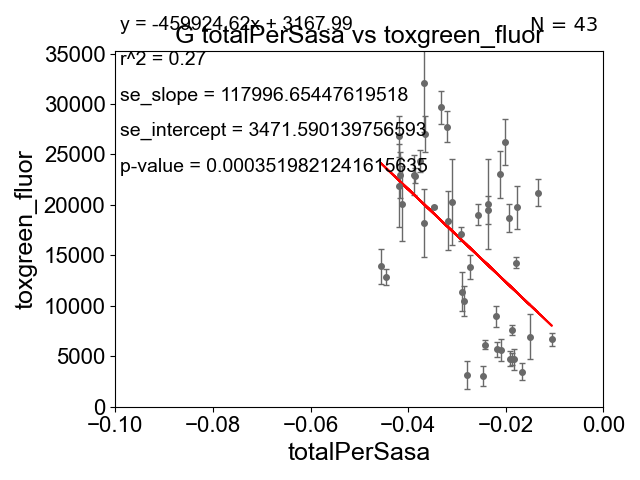 y = -459924.62x + 3167.99
N = 43
G totalPerSasa vs toxgreen_fluor
r^2 = 0.27
se_slope = 117996.65447619518
se_intercept = 3471.590139756593
p-value = 0.0003519821241615635
toxgreen_fluor
35000
30000
25000
20000
15000
10000
5000
0
−0.10 −0.08 −0.06 −0.04 −0.02 0.00
totalPerSasa